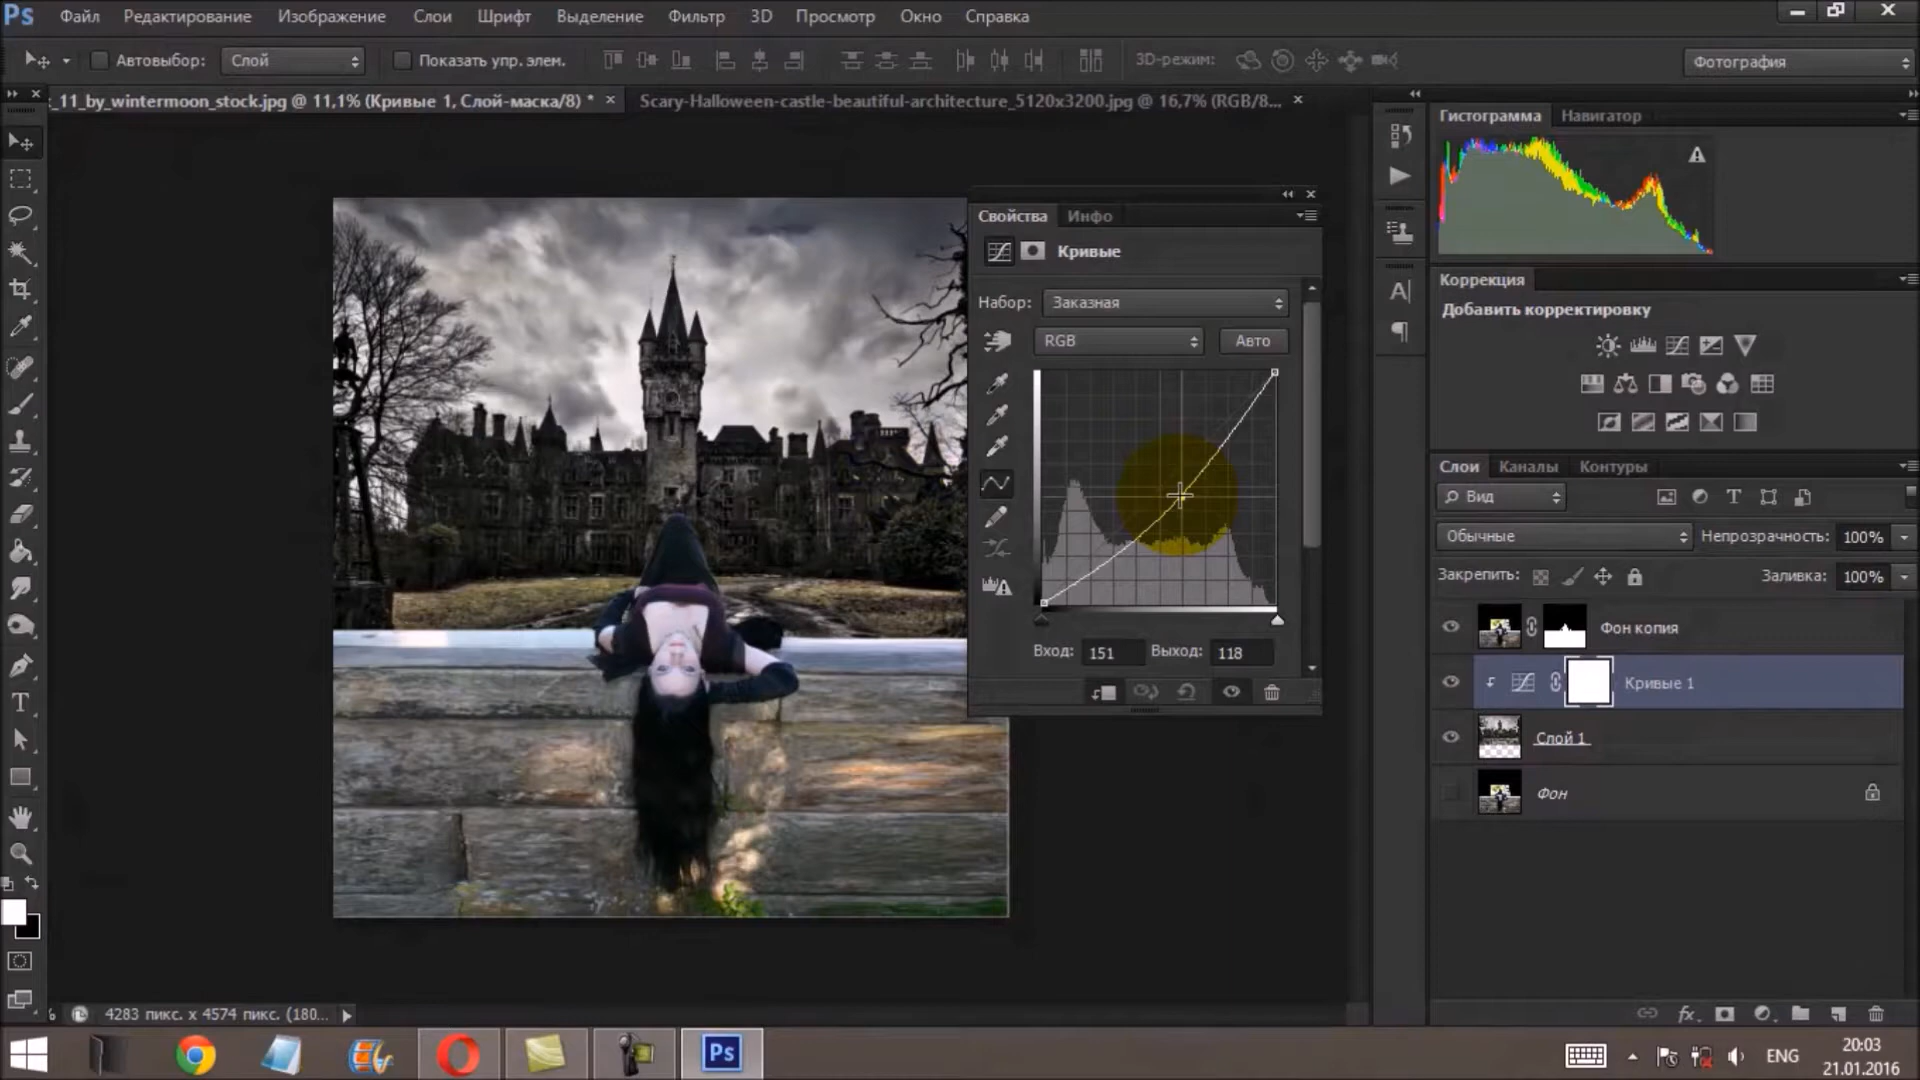 Ps Файл Редактирование Изображение Слои Шрифт Выделение Фильтр 3D Просмотр Окно Справка
Автовыбор: Слой Показать упр. элем. 3D-режим: Фотография
_11_by_wintermoon_stock.jpg @ 11,1% (Кривые 1, Слой-маска/8) * Scary-Halloween-castle-beautiful-architecture_5120x3200.jpg @ 16,7% (RGB/8...
Гистограмма Навигатор
Свойства Инфо
Кривые
Набор: Заказная
RGB Авто
Вход: 151 Выход: 118
Коррекция
Добавить корректировку
Слои Каналы Контуры
Вид
Обычные Непрозрачность: 100%
Закрепить: Заливка: 100%
Фон копия
Кривые 1
Слой 1
Фон
4283 пикс. x 4574 пикс. (180...
Ps
ENG
20:03
21.01.2016